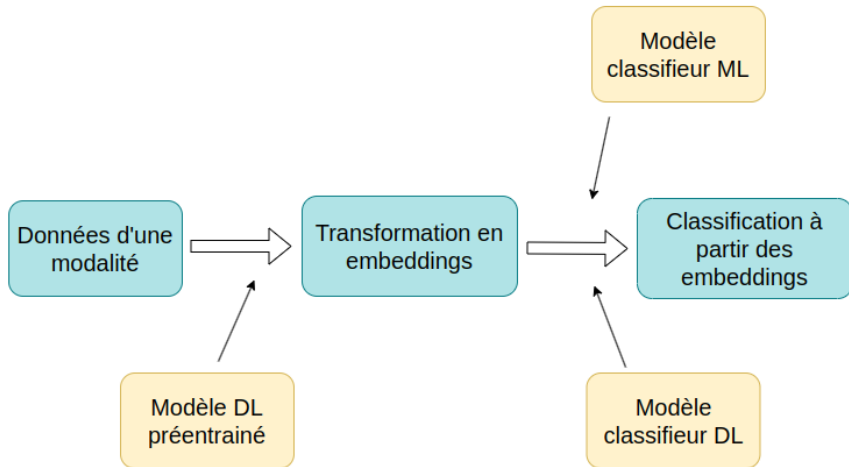 Modèle
classifieur ML
Données d'une
modalité
Transformation en
embeddings
Classification à
partir des
embeddings
Modèle DL
préentrainé
Modèle
classifieur DL